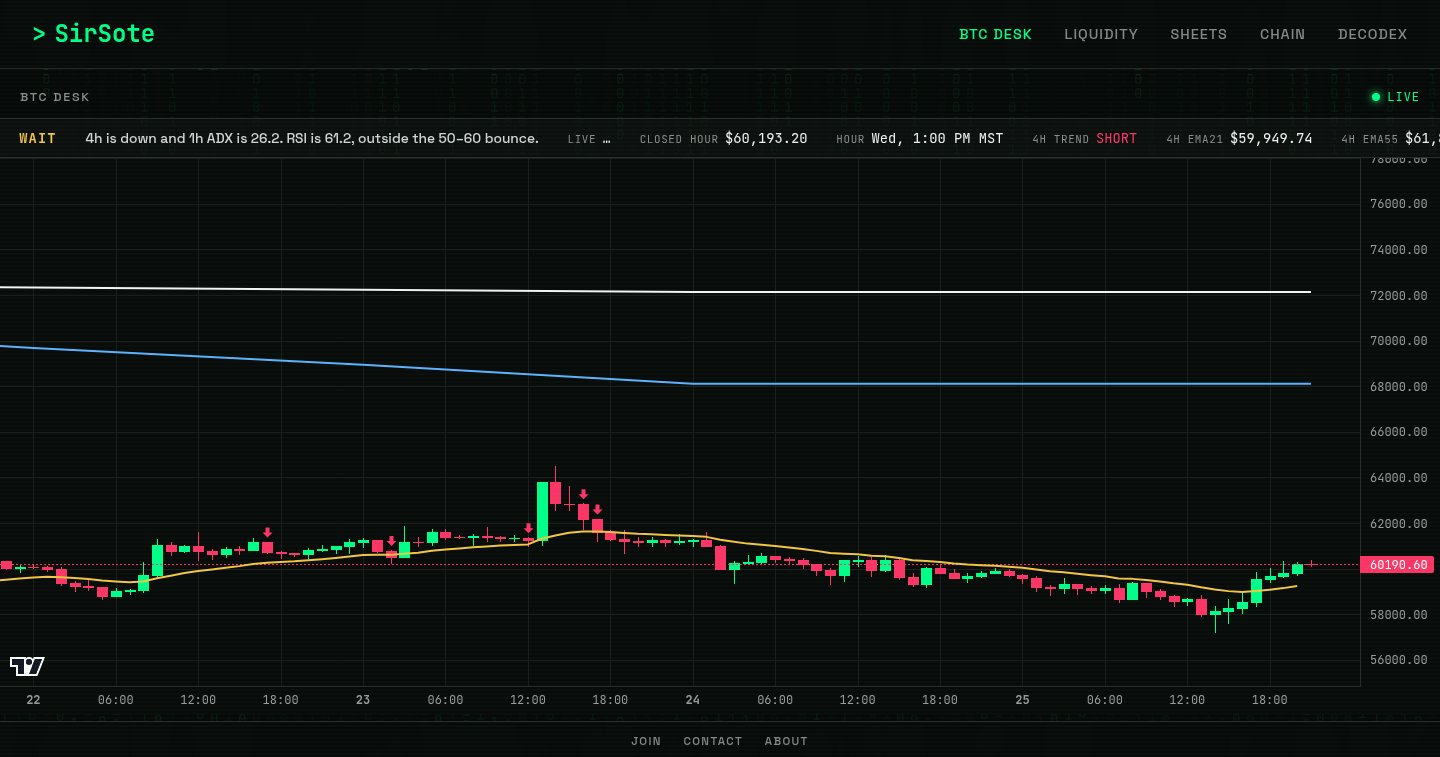 > SirSote
BTC DESK LIQUIDITY SHEETS CHAIN DECODEX
BTC DESK
LIVE
WAIT 4h is down and 1h ADX is 26.2. RSI is 61.2, outside the 50–60 bounce. LIVE … CLOSED HOUR $60,193.20 HOUR Wed, 1:00 PM MST 4H TREND SHORT 4H EMA21 $59,949.74 4H EMA55 $61,8
78000.00
76000.00
74000.00
72000.00
70000.00
68000.00
66000.00
64000.00
62000.00
60190.60
58000.00
56000.00
22 06:00 12:00 18:00 23 06:00 12:00 18:00 24 06:00 12:00 18:00 25 06:00 12:00 18:00
JOIN CONTACT ABOUT